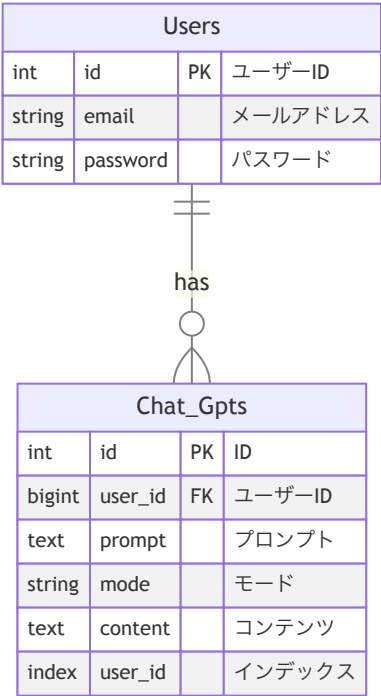 Users
int id PK ユーザーID
string email メールアドレス
string password パスワード
has
Chat_Gpts
int id PK ID
bigint user_id FK ユーザーID
text prompt プロンプト
string mode モード
text content コンテンツ
index user_id インデックス